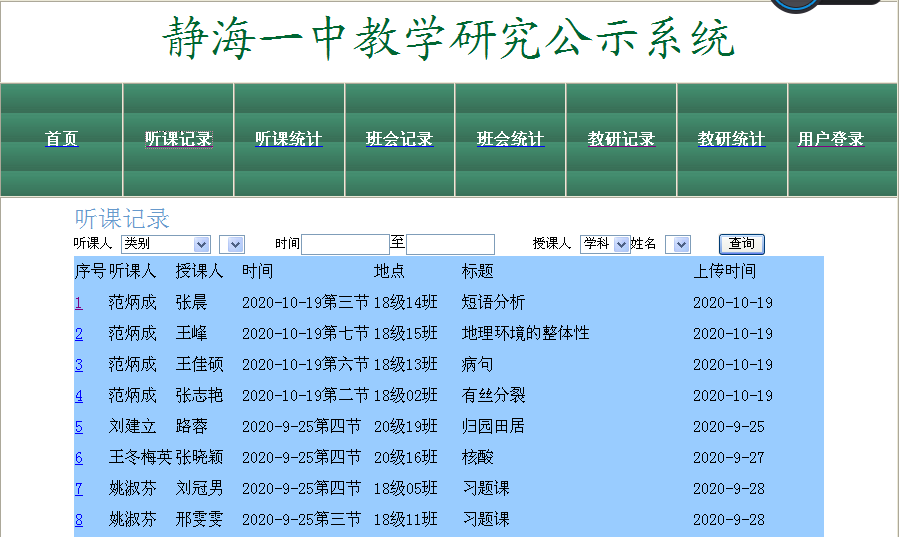 静海一中教学研究公示系统
首页 听课记录 听课统计 班会记录 班会统计 教研记录 教研统计 用户登录
听课记录
听课人 类别 时间 至 授课人 学科 姓名 查询
序号 听课人 授课人 时间 地点 标题 上传时间
1 范炳成 张晨 2020-10-19第三节 18级14班 短语分析 2020-10-19
2 范炳成 王峰 2020-10-19第七节 18级15班 地理环境的整体性 2020-10-19
3 范炳成 王佳硕 2020-10-19第六节 18级13班 病句 2020-10-19
4 范炳成 张志艳 2020-10-19第二节 18级02班 有丝分裂 2020-10-19
5 刘建立 路蓉 2020-9-25第四节 20级19班 归园田居 2020-9-25
6 王冬梅英 张晓颖 2020-9-25第四节 20级16班 核酸 2020-9-27
7 姚淑芬 刘冠男 2020-9-25第四节 18级05班 习题课 2020-9-28
8 姚淑芬 邢雯雯 2020-9-25第三节 18级11班 习题课 2020-9-28